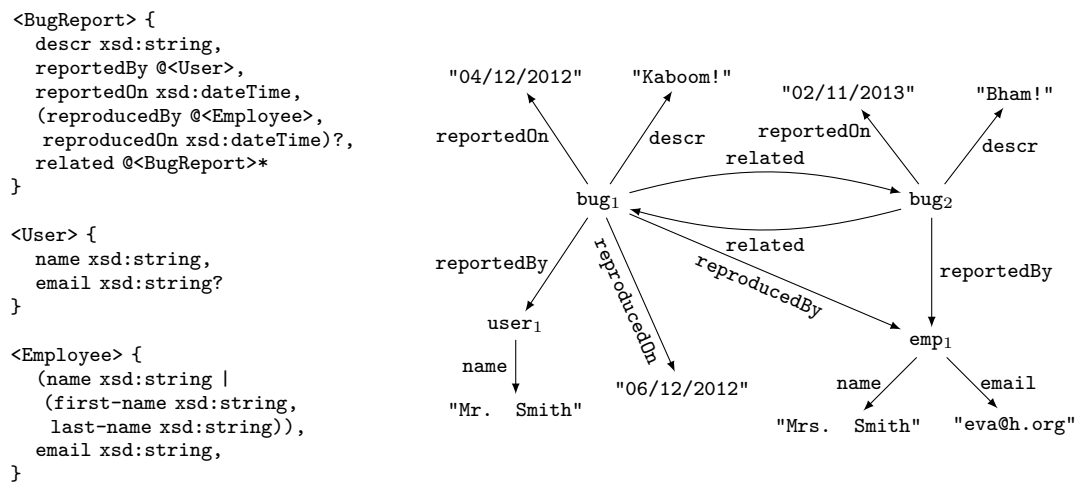 <BugReport> {
descr xsd:string,
reportedBy @<User>,
reportedOn xsd:dateTime,
(reproducedBy @<Employee>,
reproducedOn xsd:dateTime)?,
related @<BugReport>*
}
<User> {
name xsd:string,
email xsd:string?
}
<Employee> {
(name xsd:string |
(first-name xsd:string,
last-name xsd:string)),
email xsd:string,
}
"04/12/2012" "Kaboom!"
"02/11/2013" "Bham!"
reportedOn descr
reportedOn descr
related
bug₁ bug₂
related
reportedBy reproducedOn reproducedBy reportedBy
user₁ emp₁
name "06/12/2012" name email
"Mr. Smith" "Mrs. Smith" "eva@h.org"